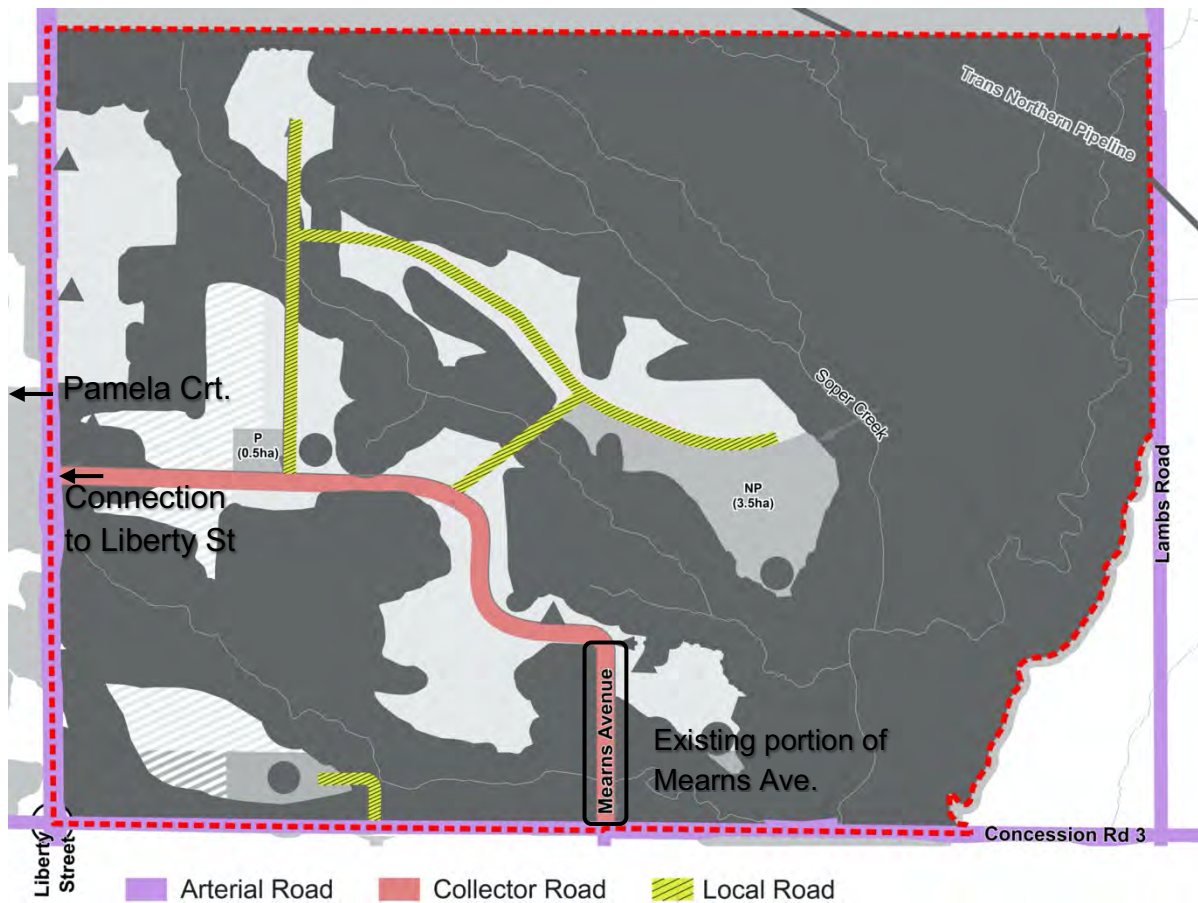 Trans Northern Pipeline
Pamela Crt.
Soper Creek
P
(0.5ha)
Connection
to Liberty St
NP
(3.5ha)
Lambs Road
Mearns Avenue
Existing portion of
Mearns Ave.
Liberty
Street
Concession Rd 3
Arterial Road
Collector Road
Local Road